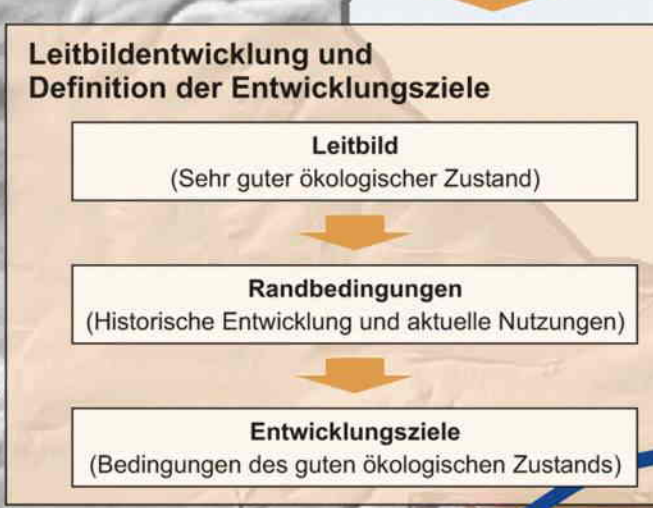 Leitbildentwicklung und
Definition der Entwicklungsziele
Leitbild
(Sehr guter ökologischer Zustand)
Randbedingungen
(Historische Entwicklung und aktuelle Nutzungen)
Entwicklungsziele
(Bedingungen des guten ökologischen Zustands)